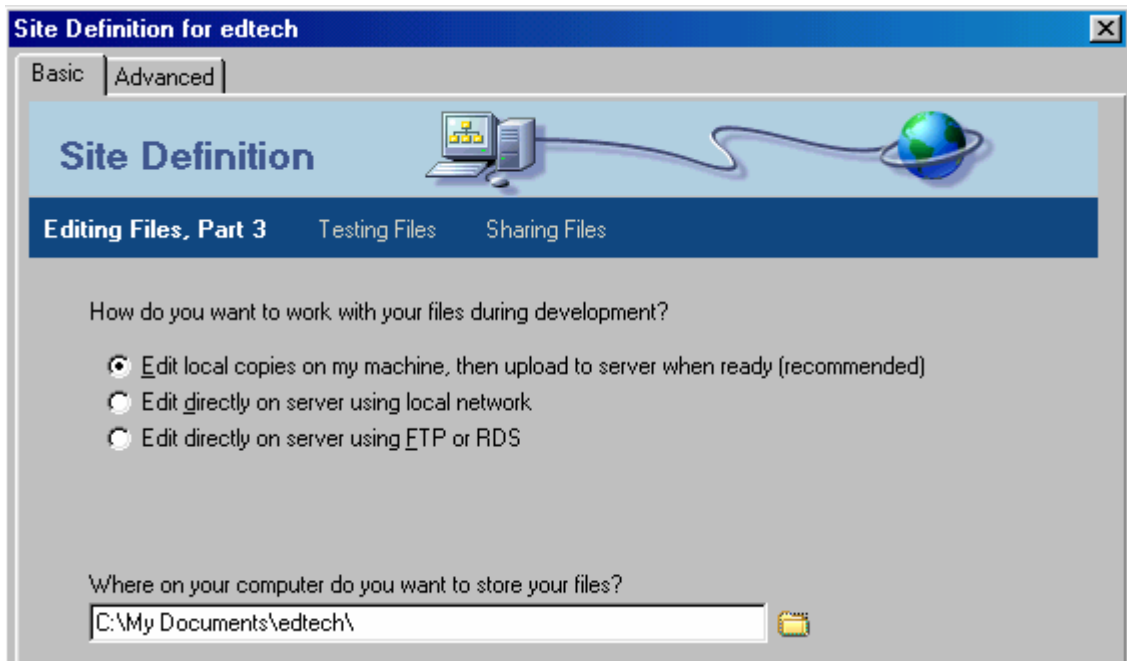 Site Definition for edtech
Basic
Advanced
Site Definition
Editing Files, Part 3
Testing Files
Sharing Files
How do you want to work with your files during development?
Edit local copies on my machine, then upload to server when ready (recommended)
Edit directly on server using local network
Edit directly on server using FTP or RDS
Where on your computer do you want to store your files?
C:\My Documents\edtech\